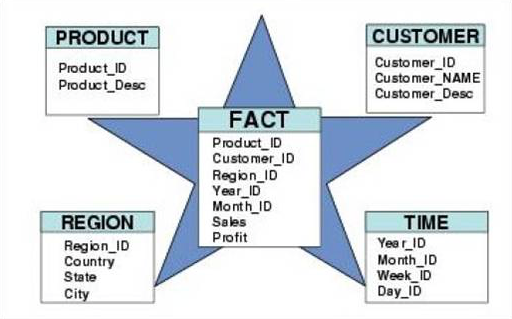 PRODUCT
Product_ID
Product_Desc
CUSTOMER
Customer_ID
Customer_NAME
Customer_Desc
FACT
Product_ID
Customer_ID
Region_ID
Year_ID
Month_ID
Sales
Profit
REGION
Region_ID
Country
State
City
TIME
Year_ID
Month_ID
Week_ID
Day_ID